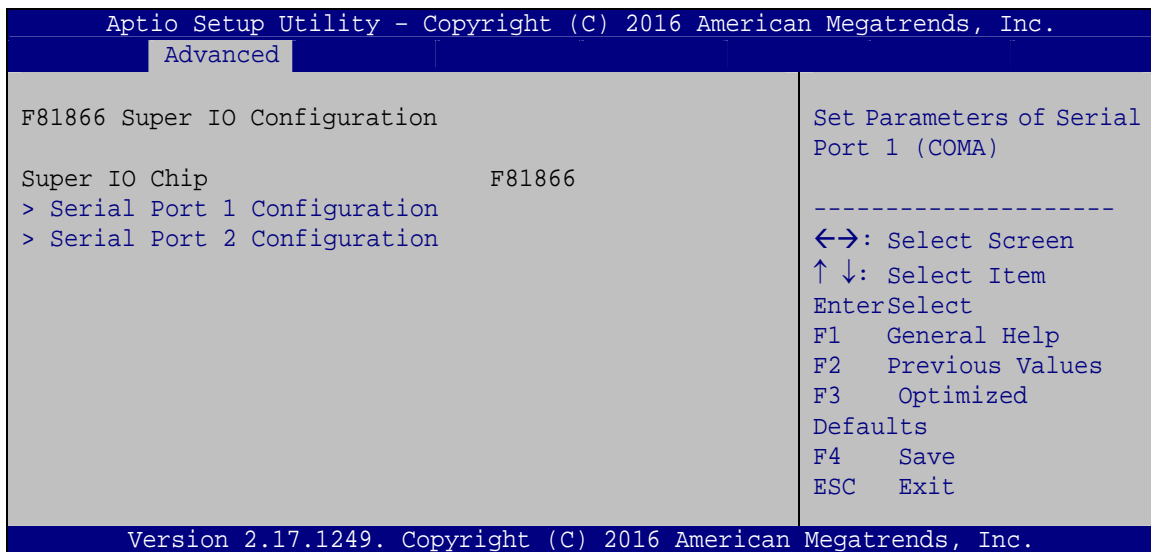 Aptio Setup Utility – Copyright (C) 2016 American Megatrends, Inc.
Advanced
F81866 Super IO Configuration
Super IO Chip F81866
> Serial Port 1 Configuration
> Serial Port 2 Configuration
Set Parameters of Serial
Port 1 (COMA)
---------------------
←→: Select Screen
↑ ↓: Select Item
EnterSelect
F1 General Help
F2 Previous Values
F3 Optimized
Defaults
F4 Save
ESC Exit
Version 2.17.1249. Copyright (C) 2016 American Megatrends, Inc.